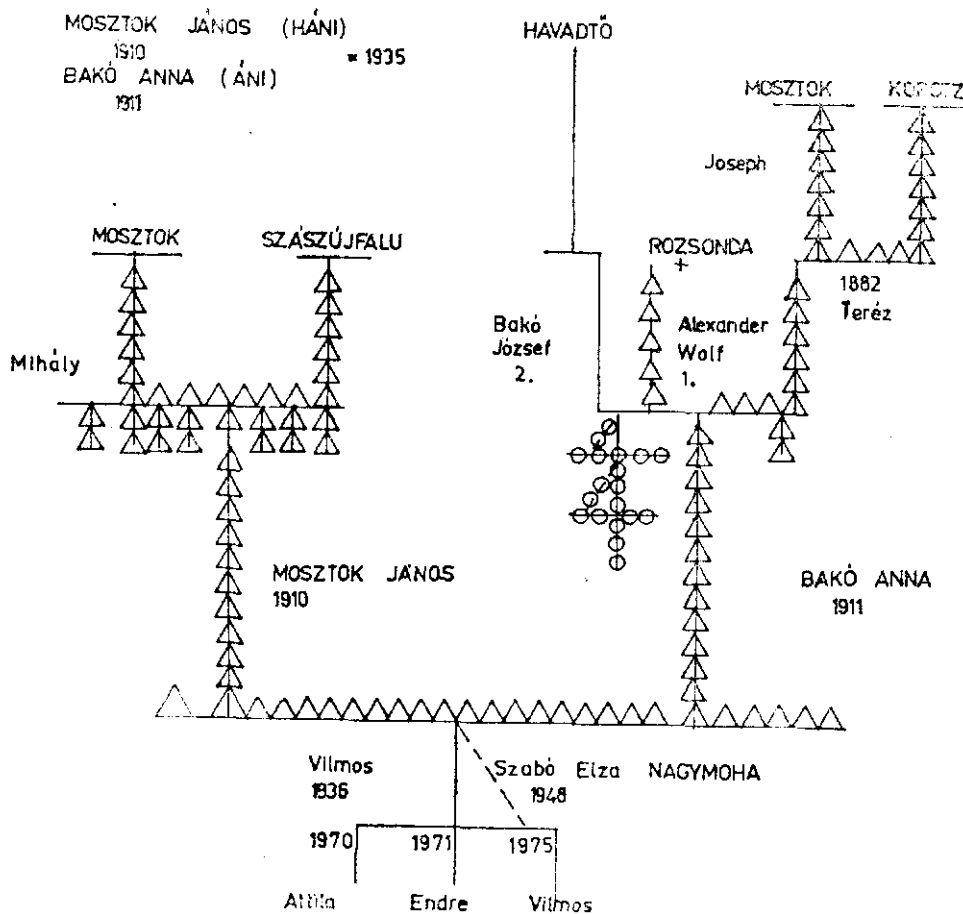 MOSZTOK JÁNOS (HÁNI)
1910
= 1935
BAKÓ ANNA (ÁNI)
1911
HAVADTŐ
MOSZTOK
Joseph
MOSZTOK
SZÁSZÚJFALU
ROZSONDA
+
1882
Teréz
Bakó
József
2.
Alexander
Wolf
1.
Mihály
MOSZTOK JÁNOS
1910
BAKÓ ANNA
1911
Vilmos
1936
Szabó Elza NAGYMOHA
1948
1970
1971
1975
Attila
Endre
Vilmos